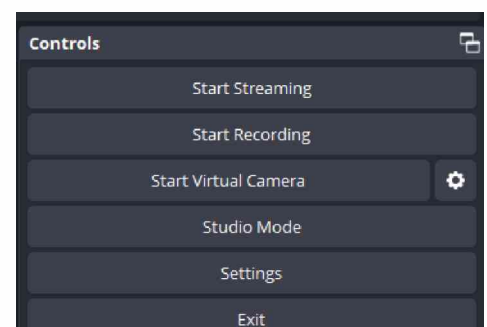 Controls
Start Streaming
Start Recording
Start Virtual Camera
Studio Mode
Settings
Exit